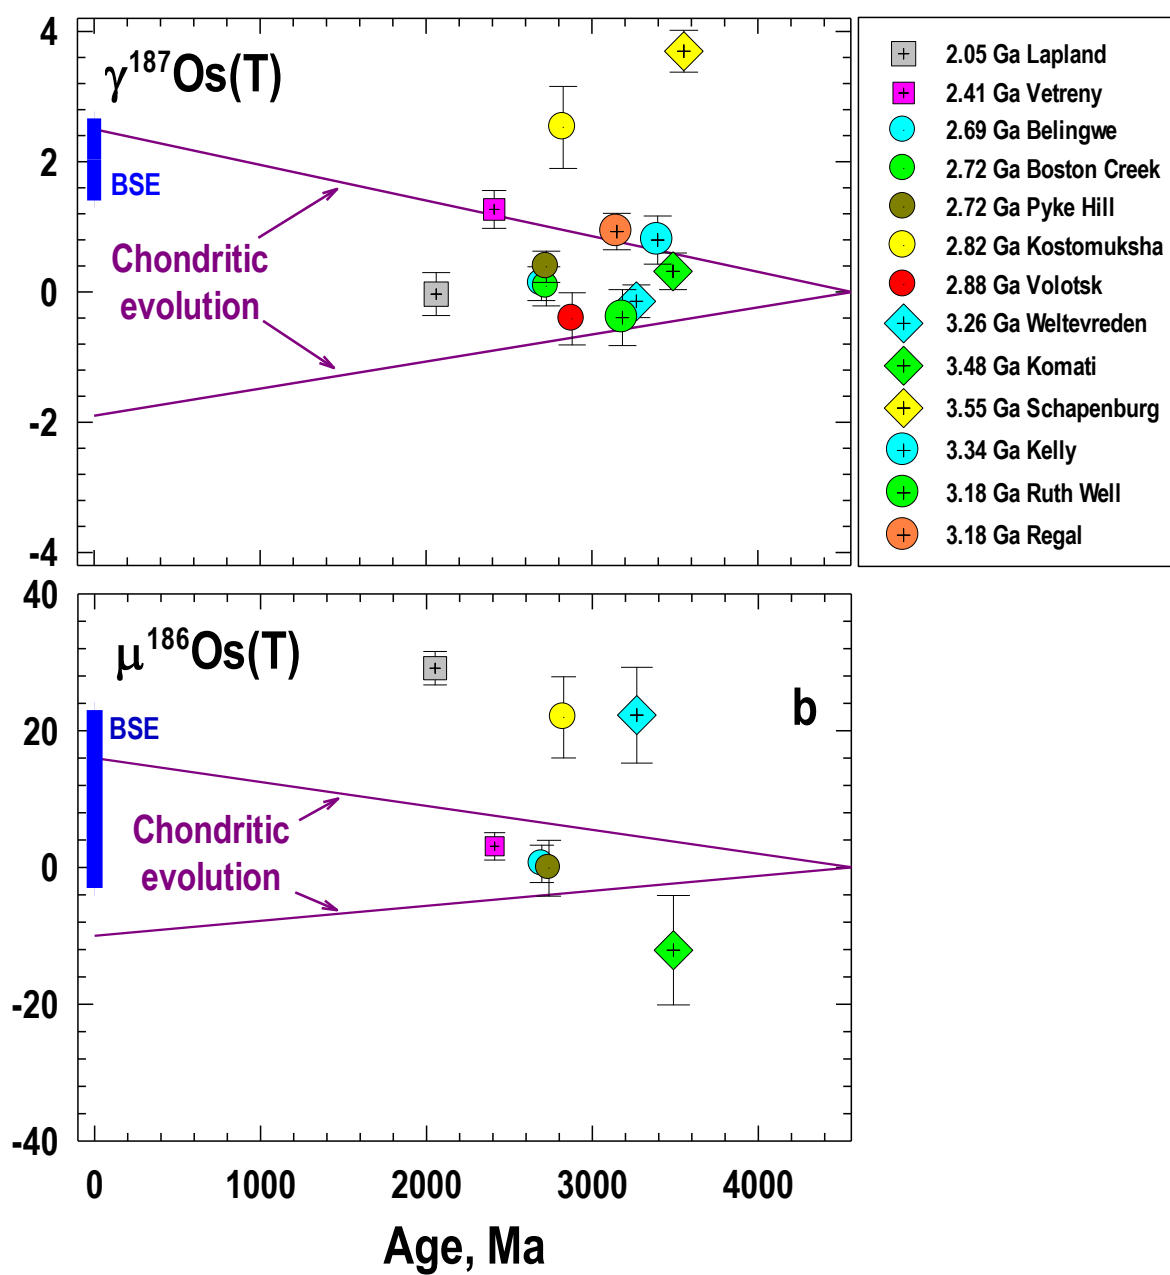 4
2
0
-2
-4
γ¹⁸⁷Os(T)
BSE
Chondritic
evolution
2.05 Ga Lapland
2.41 Ga Vetreny
2.69 Ga Belingwe
2.72 Ga Boston Creek
2.72 Ga Pyke Hill
2.82 Ga Kostomuksha
2.88 Ga Volotsk
3.26 Ga Weltevreden
3.48 Ga Komati
3.55 Ga Schapenburg
3.34 Ga Kelly
3.18 Ga Ruth Well
3.18 Ga Regal
40
20
0
-20
-40
μ¹⁸⁶Os(T)
b
BSE
Chondritic
evolution
0 1000 2000 3000 4000
Age, Ma